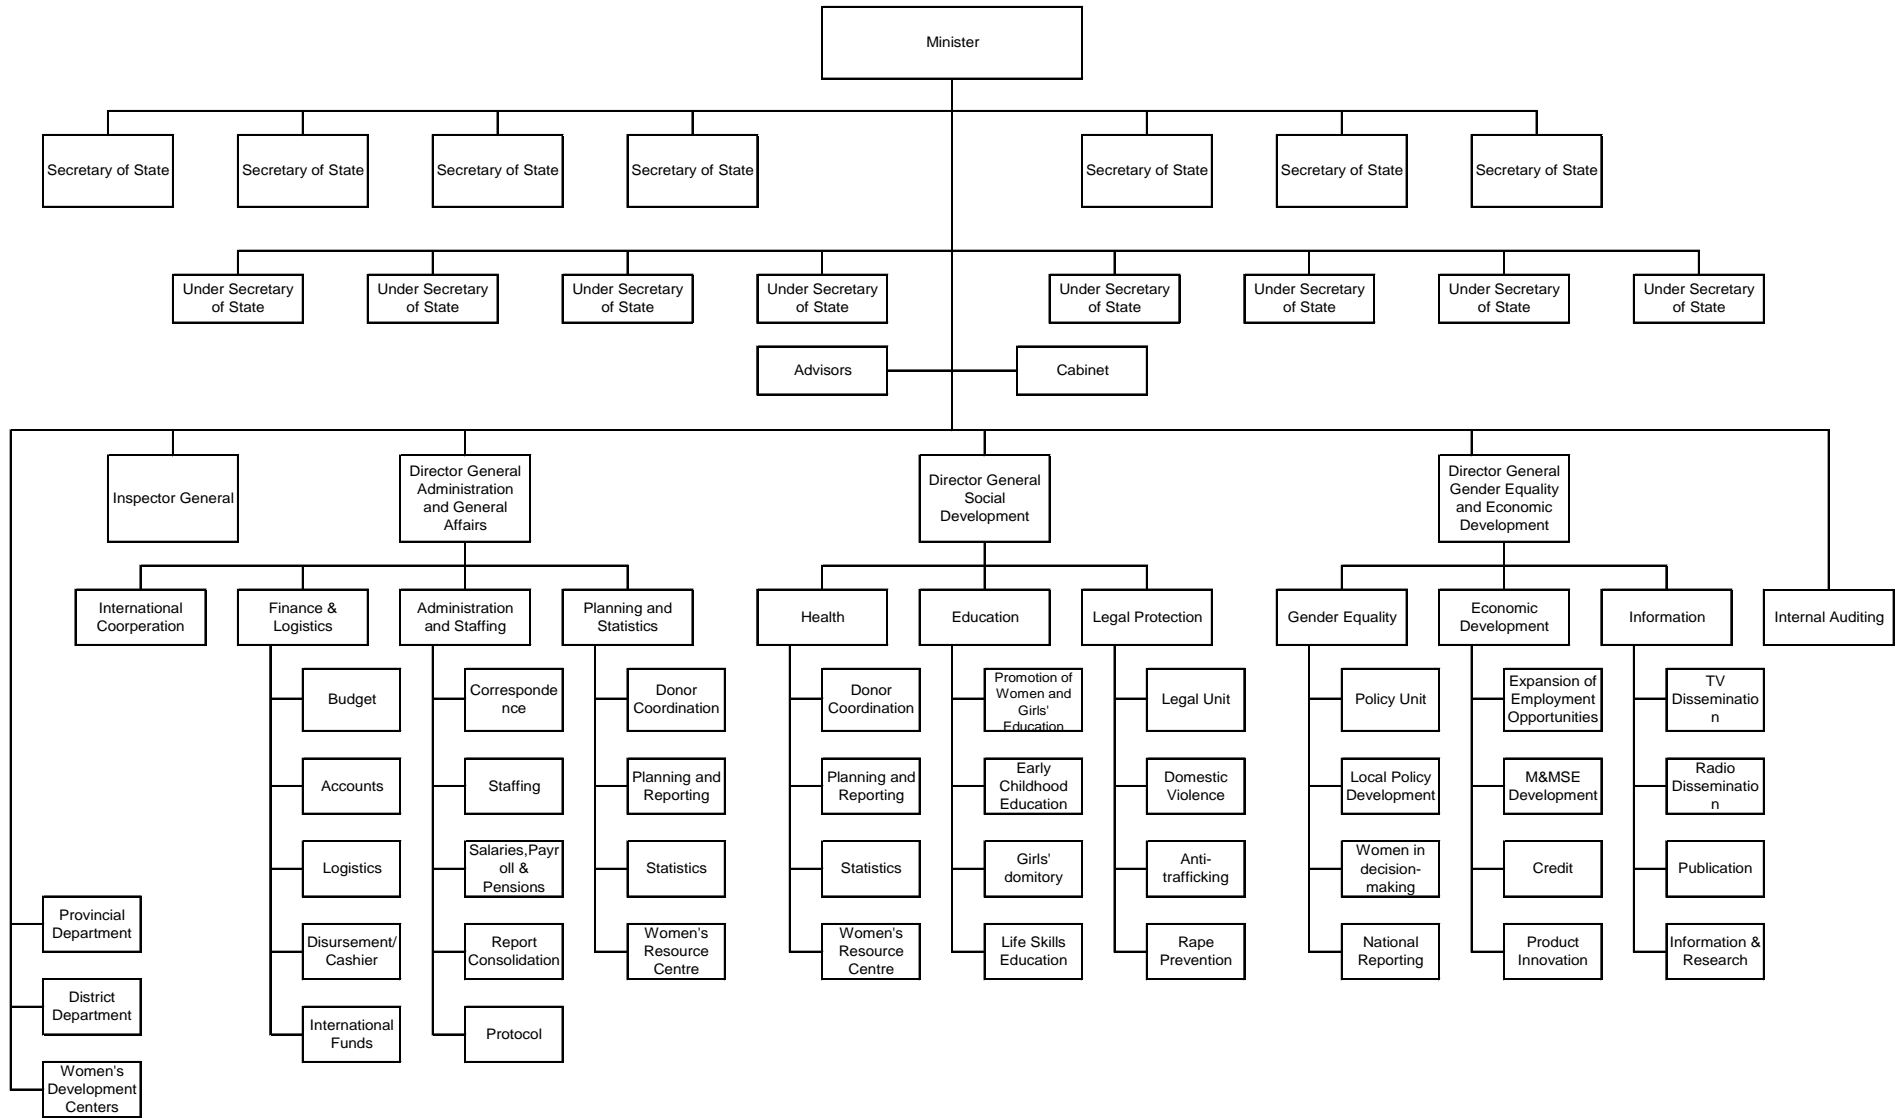 Minister
Secretary of State
Secretary of State
Secretary of State
Secretary of State
Secretary of State
Secretary of State
Secretary of State
Under Secretary
of State
Under Secretary
of State
Under Secretary
of State
Under Secretary
of State
Under Secretary
of State
Under Secretary
of State
Under Secretary
of State
Under Secretary
of State
Advisors
Cabinet
Inspector General
Director General
Administration
and General
Affairs
Director General
Social
Development
Director General
Gender Equality
and Economic
Development
International
Coorperation
Finance &
Logistics
Administration
and Staffing
Planning and
Statistics
Health
Education
Legal Protection
Gender Equality
Economic
Development
Information
Internal Auditing
Budget
Accounts
Logistics
Disursement/
Cashier
International
Funds
Corresponde
nce
Staffing
Salaries,Payr
oll &
Pensions
Report
Consolidation
Protocol
Donor
Coordination
Planning and
Reporting
Statistics
Women's
Resource
Centre
Donor
Coordination
Planning and
Reporting
Statistics
Women's
Resource
Centre
Promotion of
Women and
Girls'
Education
Early
Childhood
Education
Girls'
domitory
Life Skills
Education
Legal Unit
Domestic
Violence
Anti-
trafficking
Rape
Prevention
Policy Unit
Local Policy
Development
Women in
decision-
making
National
Reporting
Expansion of
Employment
Opportunities
M&MSE
Development
Credit
Product
Innovation
TV
Disseminatio
n
Radio
Disseminatio
n
Publication
Information &
Research
Provincial
Department
District
Department
Women's
Development
Centers